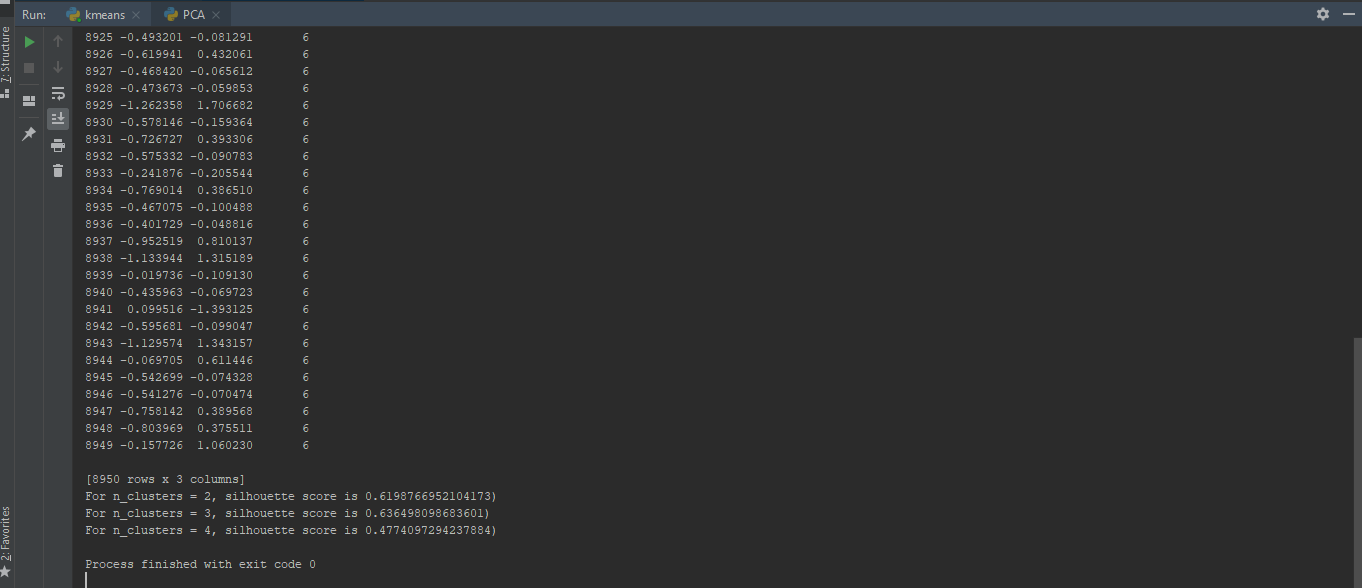 Run: kmeans PCA
7: Structure
8925 -0.493201 -0.081291 6
8926 -0.619941 0.432061 6
8927 -0.468420 -0.065612 6
8928 -0.473673 -0.059853 6
8929 -1.262358 1.706682 6
8930 -0.578146 -0.159364 6
8931 -0.726727 0.393306 6
8932 -0.575332 -0.090783 6
8933 -0.241876 -0.205544 6
8934 -0.769014 0.386510 6
8935 -0.467075 -0.100488 6
8936 -0.401729 -0.048816 6
8937 -0.952519 0.810137 6
8938 -1.133944 1.315189 6
8939 -0.019736 -0.109130 6
8940 -0.435963 -0.069723 6
8941 0.099516 -1.393125 6
8942 -0.595681 -0.099047 6
8943 -1.129574 1.343157 6
8944 -0.069705 0.611446 6
8945 -0.542699 -0.074328 6
8946 -0.541276 -0.070474 6
8947 -0.758142 0.389568 6
8948 -0.803969 0.375511 6
8949 -0.157726 1.060230 6
[8950 rows x 3 columns]
For n_clusters = 2, silhouette score is 0.6198766952104173)
For n_clusters = 3, silhouette score is 0.636498098683601)
For n_clusters = 4, silhouette score is 0.4774097294237884)
Process finished with exit code 0
2: Favorites